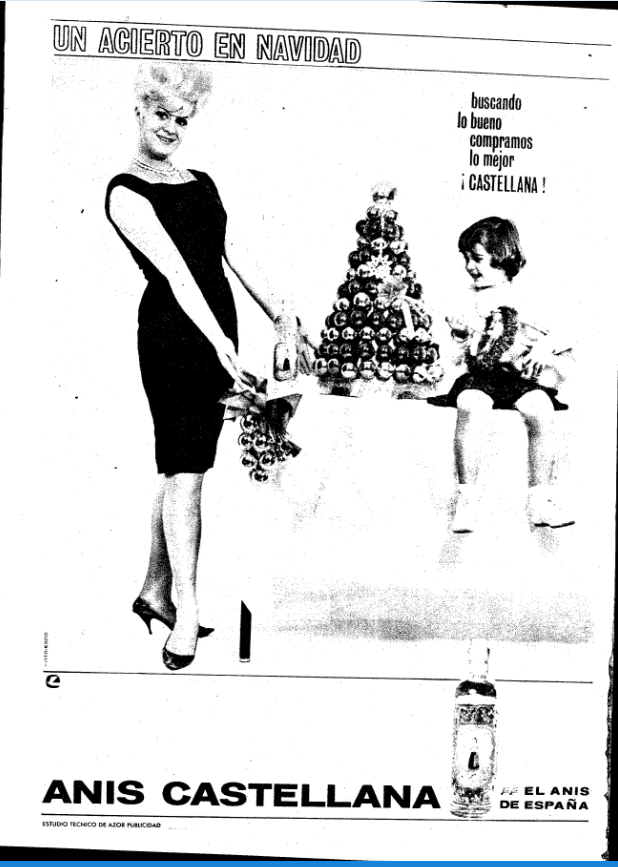 UN ACIERTO EN NAVIDAD
buscando
lo bueno
compramos
lo mejor
¡ CASTELLANA !
ANIS CASTELLANA
EL ANIS
DE ESPAÑA
ESTUDIO TECNICO DE AZOR PUBLICIDAD